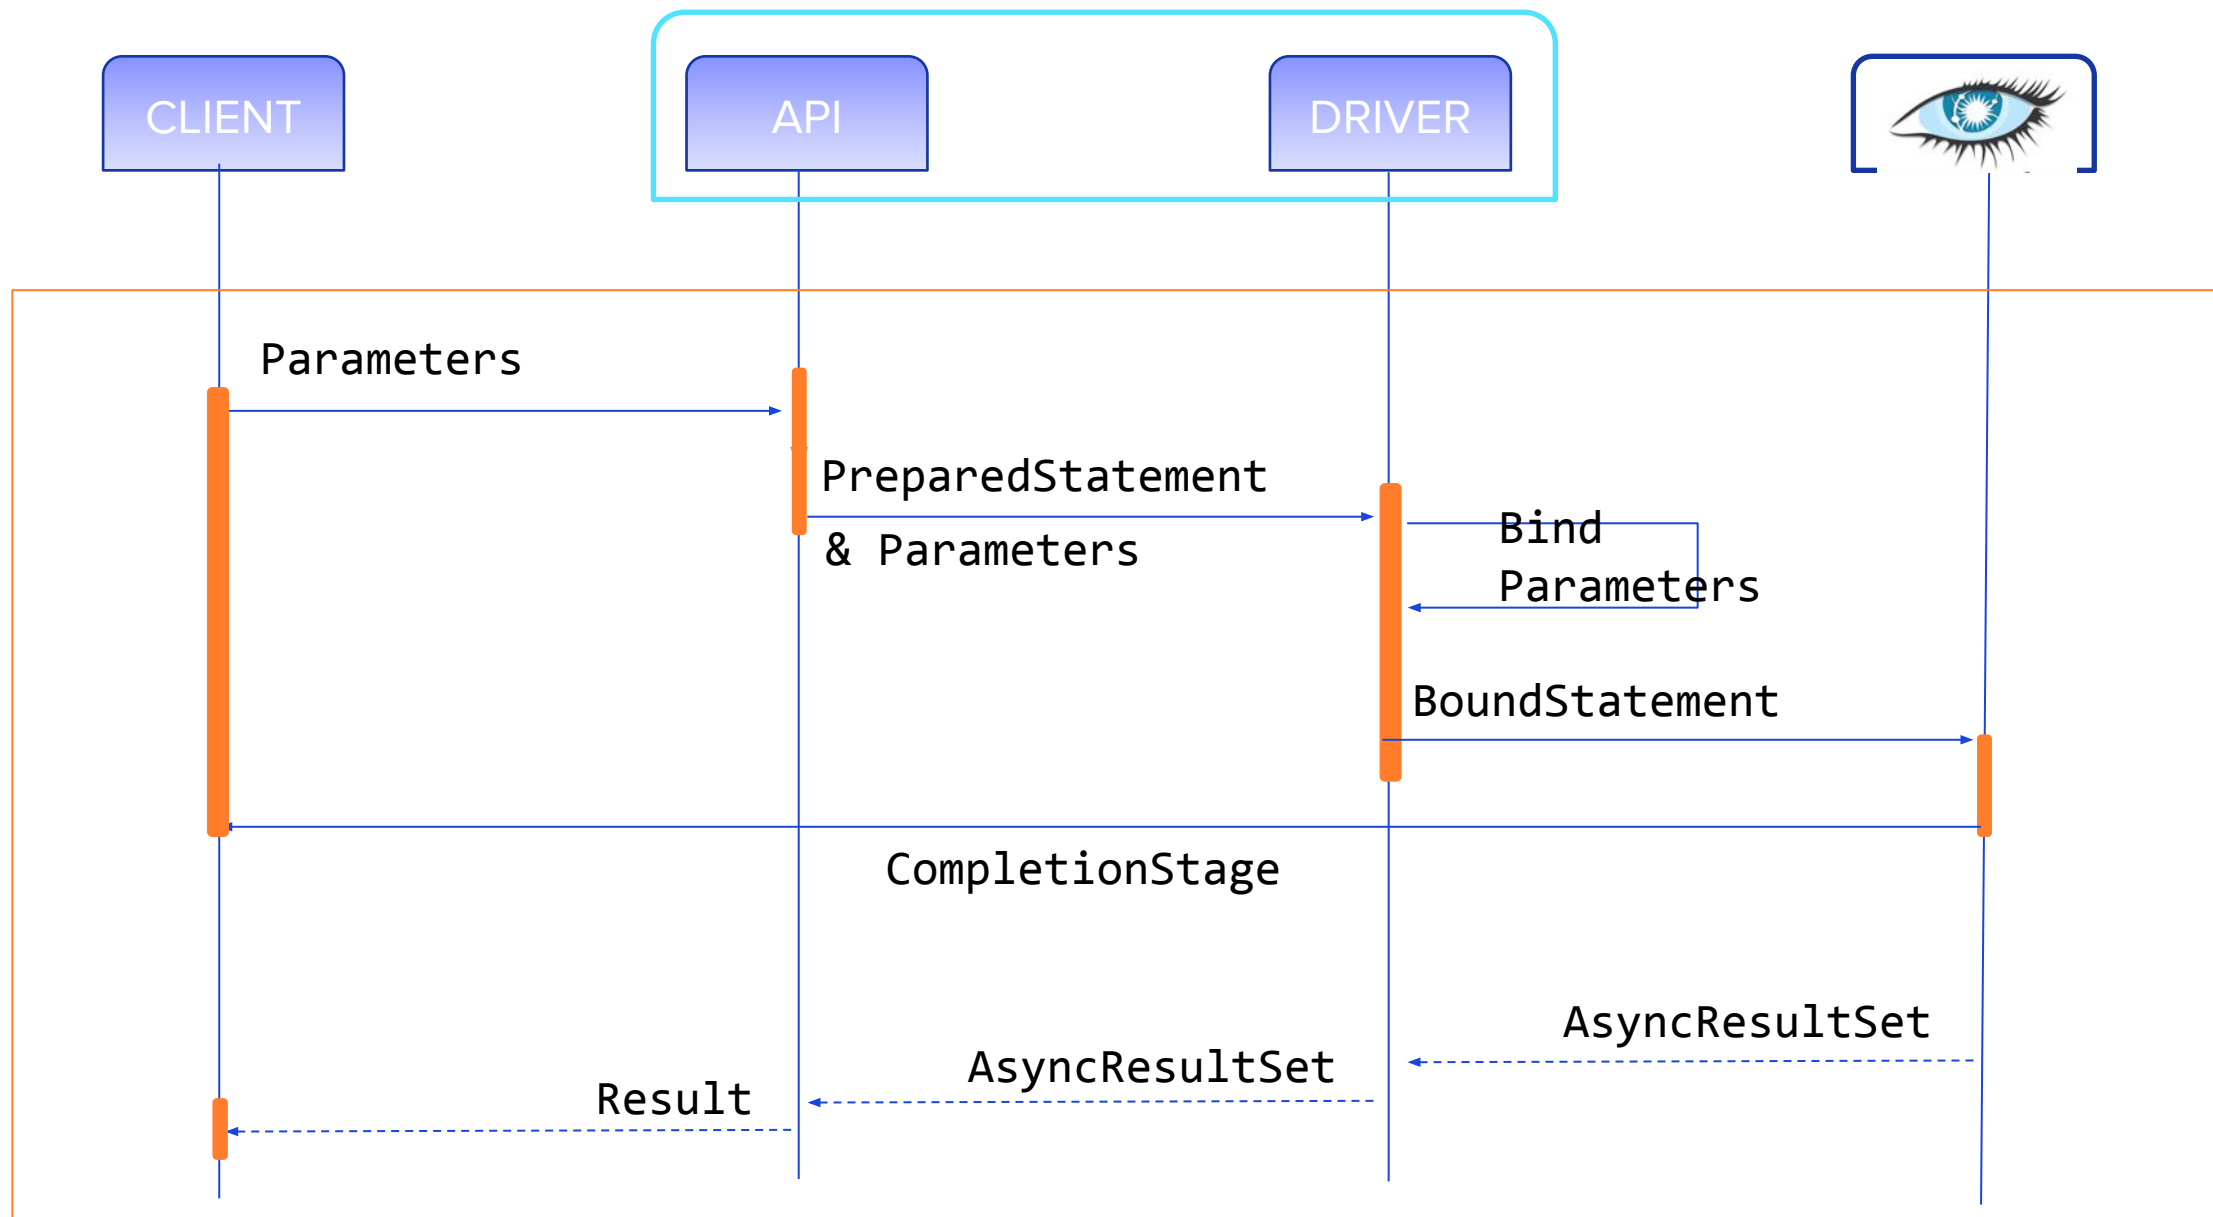 CLIENT
API
DRIVER
Parameters
PreparedStatement
& Parameters
Bind
Parameters
BoundStatement
CompletionStage
AsyncResultSet
AsyncResultSet
Result